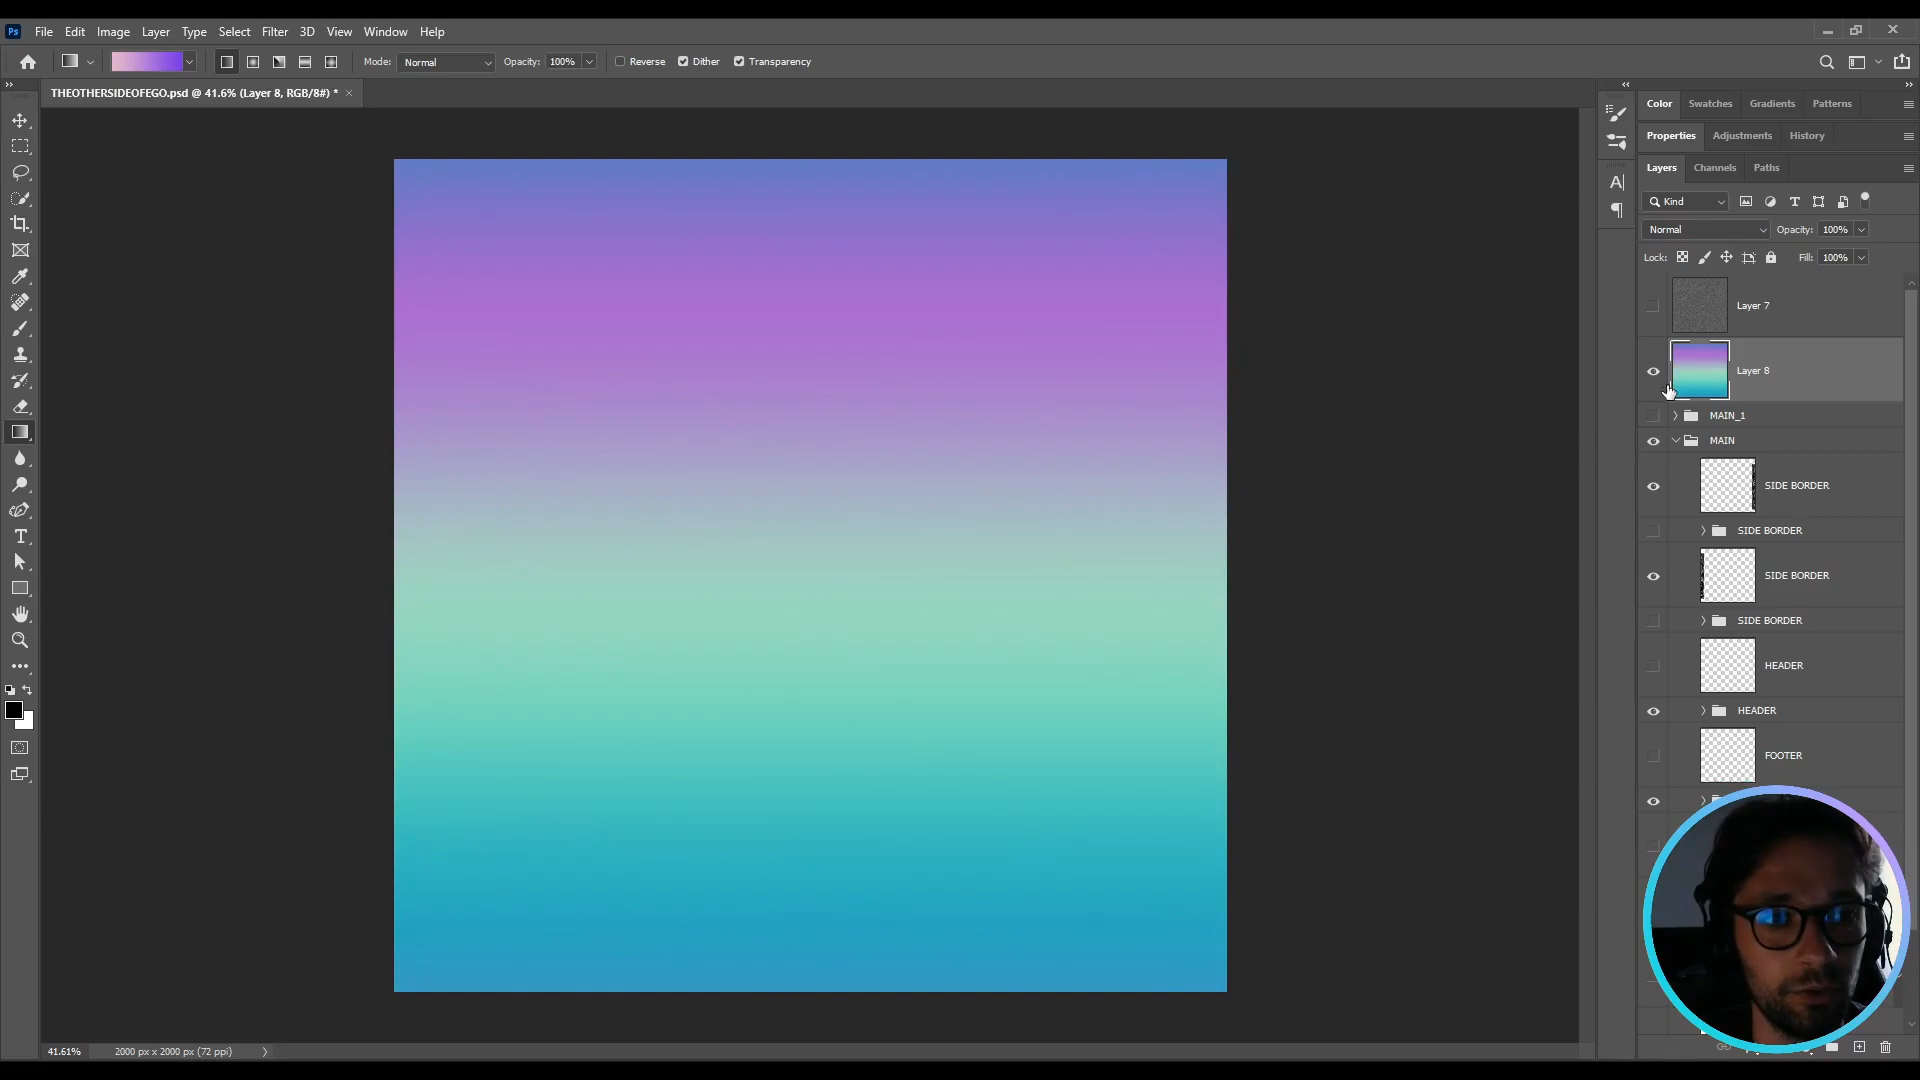 Ps File Edit Image Layer Type Select Filter 3D View Window Help
Mode: Normal Opacity: 100% Reverse Dither Transparency
THEOTHERSIDEOFEGO.psd @ 41.6% (Layer 8, RGB/8#) * ×
Color Swatches Gradients Patterns
Properties Adjustments History
Layers Channels Paths
Kind
Normal Opacity: 100%
Lock: Fill: 100%
Layer 7
Layer 8
MAIN_1
MAIN
SIDE BORDER
SIDE BORDER
SIDE BORDER
SIDE BORDER
HEADER
HEADER
FOOTER
41.61% 2000 px x 2000 px (72 ppi)